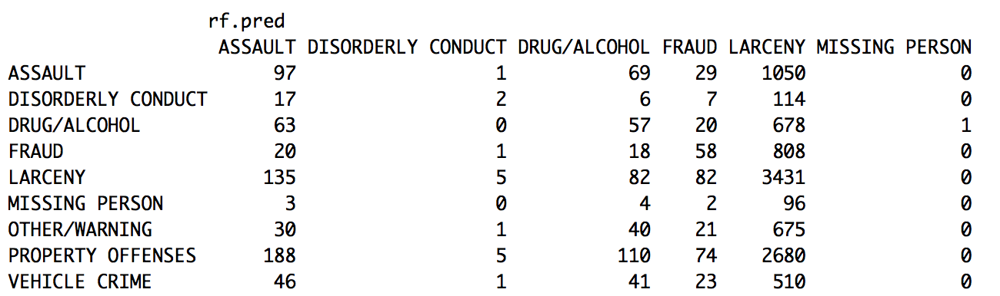 rf.pred
ASSAULT DISORDERLY CONDUCT DRUG/ALCOHOL FRAUD LARCENY MISSING PERSON
ASSAULT 97 1 69 29 1050 0
DISORDERLY CONDUCT 17 2 6 7 114 0
DRUG/ALCOHOL 63 0 57 20 678 1
FRAUD 20 1 18 58 808 0
LARCENY 135 5 82 82 3431 0
MISSING PERSON 3 0 4 2 96 0
OTHER/WARNING 30 1 40 21 675 0
PROPERTY OFFENSES 188 5 110 74 2680 0
VEHICLE CRIME 46 1 41 23 510 0